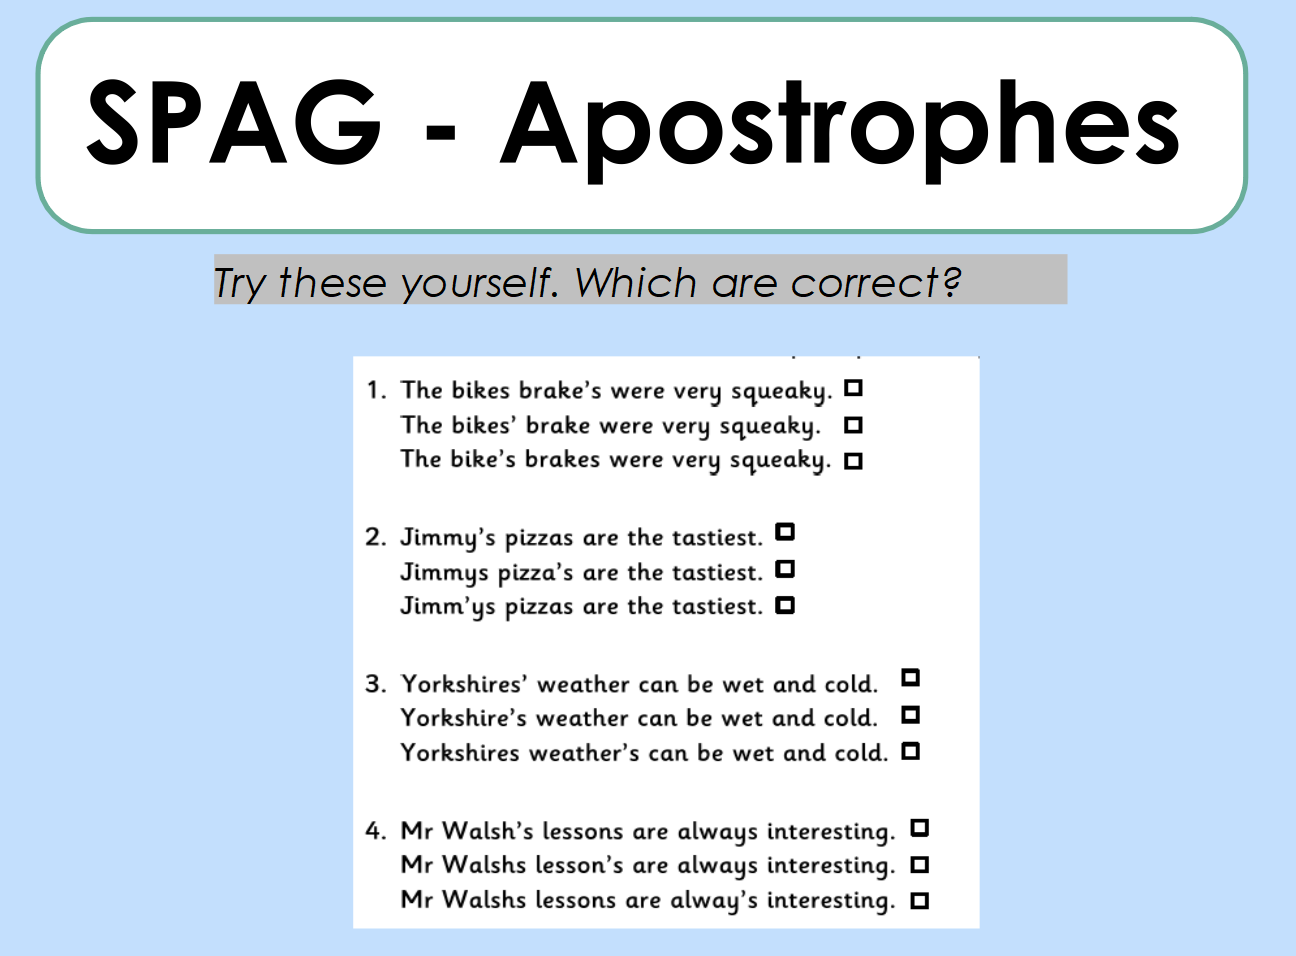 SPAG - Apostrophes
Try these yourself. Which are correct?
1. The bikes brake’s were very squeaky.
The bikes’ brake were very squeaky.
The bike’s brakes were very squeaky.
2. Jimmy’s pizzas are the tastiest.
Jimmys pizza’s are the tastiest.
Jimm’ys pizzas are the tastiest.
3. Yorkshires’ weather can be wet and cold.
Yorkshire’s weather can be wet and cold.
Yorkshires weather’s can be wet and cold.
4. Mr Walsh’s lessons are always interesting.
Mr Walshs lesson’s are always interesting.
Mr Walshs lessons are alway’s interesting.